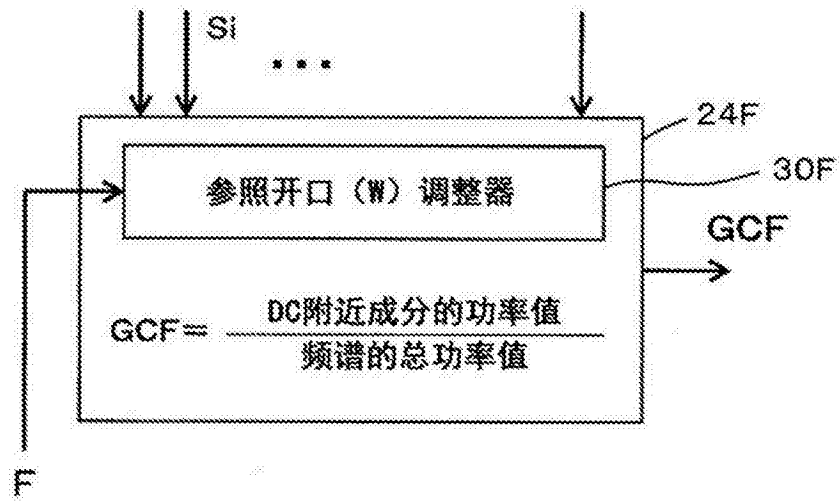 Si
...
24F
30F
参照开口（W）调整器
GCF
GCF= DC附近成分的功率值
频谱的总功率值
F